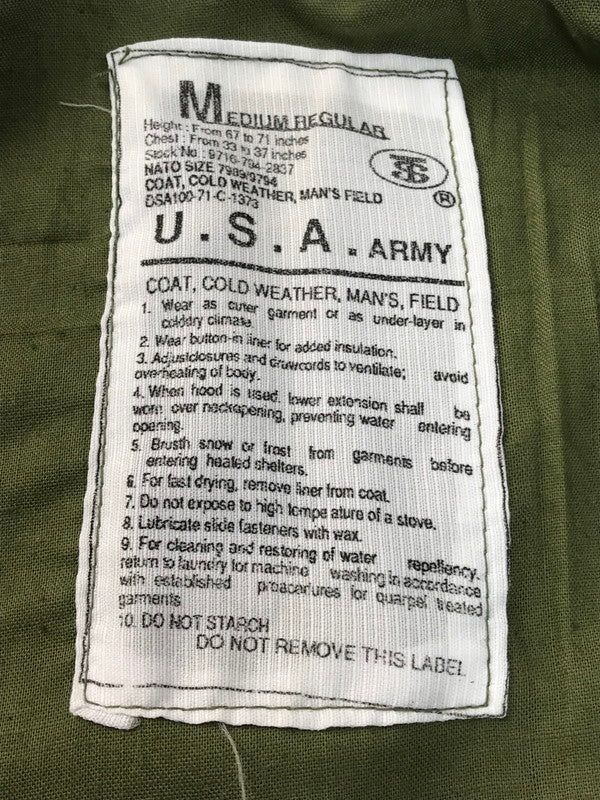 MEDIUM REGULAR
Height : From 67 to 71 inches
Chest : From 33 to 37 inches
Stock No : 9716-794-2837
NATO SIZE 7989/9794
COAT, COLD WEATHER, MAN'S FIELD
DSA100-71-C-1373
TS
®
U.S.A. ARMY
COAT, COLD WEATHER, MAN'S, FIELD
1. Wear as outer garment or as under-layer in
colddry climate.
2. Wear button-in liner for added insulation.
3. Adjustclosures and drawcords to ventilate; avoid
overheating of body.
4. When hood is used, lower extension shall be
worn over neckopening, preventing water entering
opening.
5. Brusth snow or frost from garments before
entering heated shelters.
6. For fast drying, remove liner from coat.
7. Do not expose to high tempe ature of a stove.
8. Lubricate slide fasteners with wax.
9. For cleaning and restoring of water repellency.
return to laundry for machine washing in accordance
with established procedures for quarpel treated
garments
10. DO NOT STARCH
DO NOT REMOVE THIS LABEL